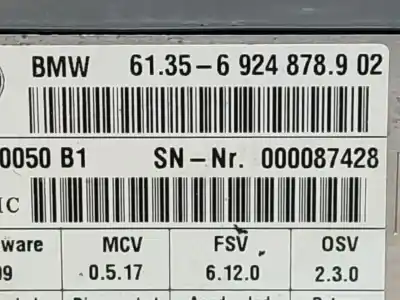 BMW 61.35-6 924 878.9 02
0050 B1 SN-Nr. 000087428
IC
ware MCV FSV OSV
09 0.5.17 6.12.0 2.3.0